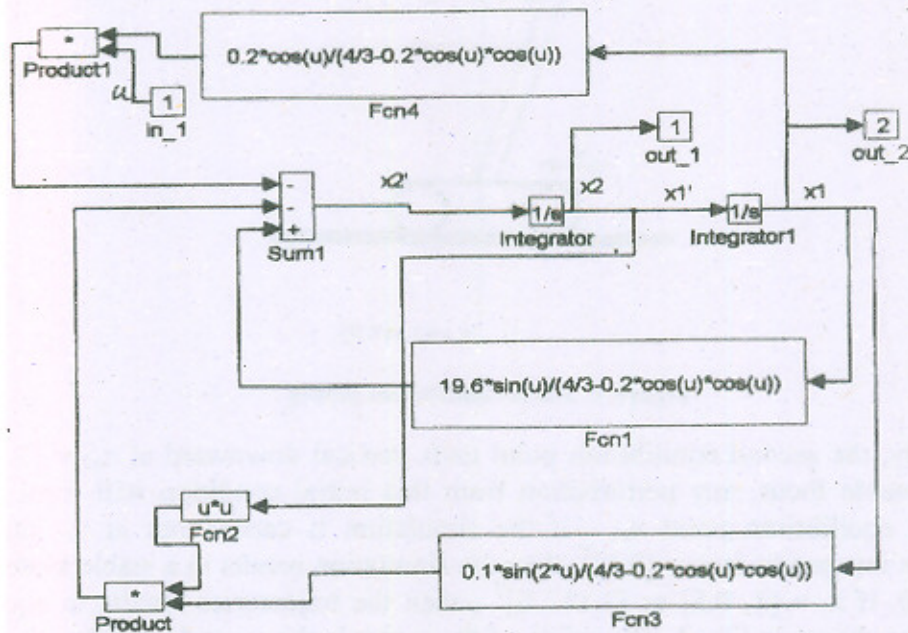 0.2*cos(u)/(4/3-0.2*cos(u)*cos(u))
*
Product1
u
1
in_1
Fcn4
1
out_1
2
out_2
-
-
+
Sum1
x2'
1/s
Integrator
x2
x1'
1/s
Integrator1
x1
19.6*sin(u)/(4/3-0.2*cos(u)*cos(u))
Fcn1
u*u
Fcn2
0.1*sin(2*u)/(4/3-0.2*cos(u)*cos(u))
Fcn3
*
Product